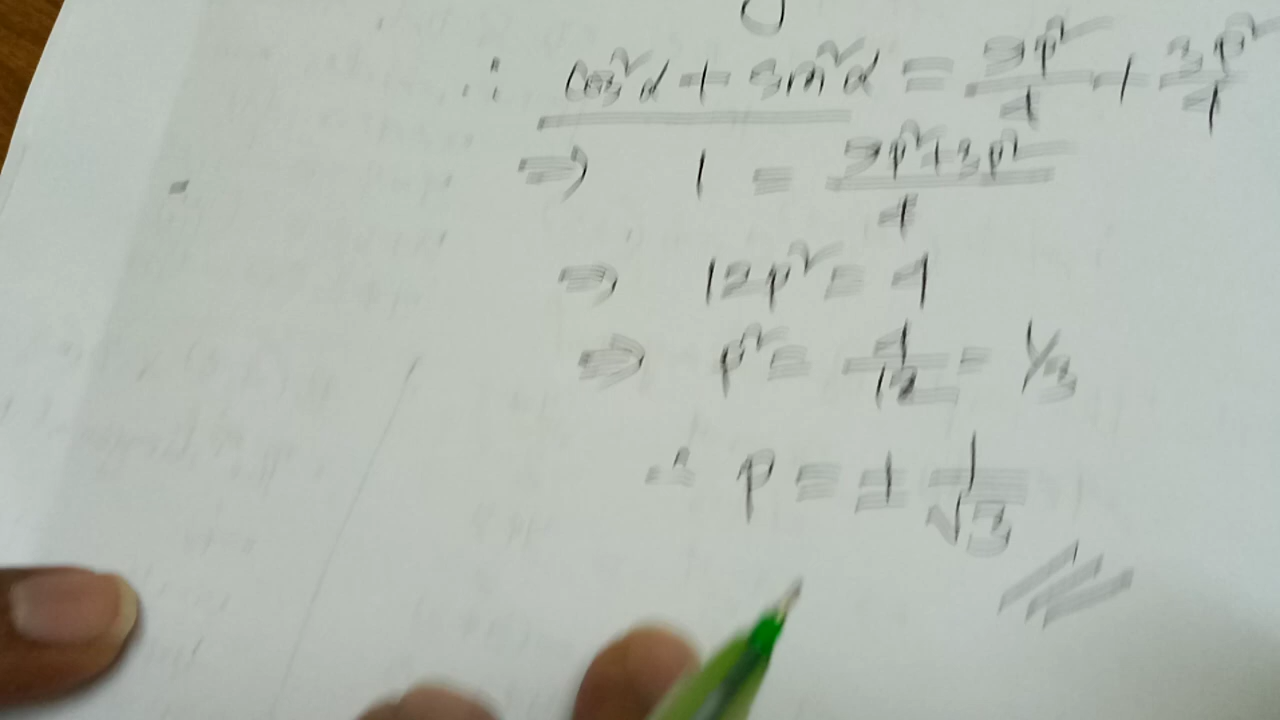 ∴ cos²α + sin²α = 9p²/4 + 3p²/4
⇒ 1 = (9p²+3p²)/4
⇒ 12p² = 4
⇒ p² = 4/12 = 1/3
∴ p = ± 1/√3